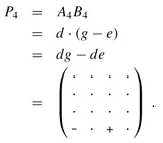 P₄ = A₄B₄
= d · (g − e)
= dg − de
= ( · · · ·
· · · ·
· · · ·
− · + · ) .